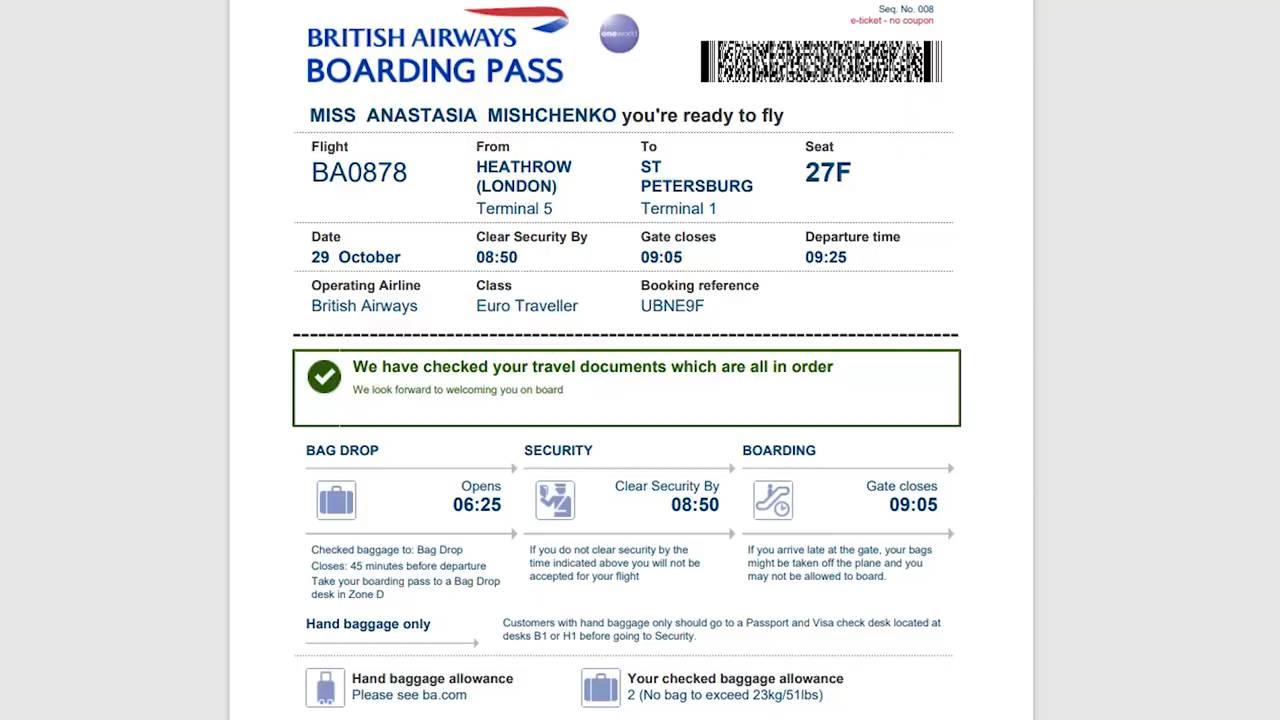 Seq. No. 008
e-ticket - no coupon
BRITISH AIRWAYS
oneworld
BOARDING PASS
MISS ANASTASIA MISHCHENKO you're ready to fly
Flight From To Seat
BA0878 HEATHROW (LONDON) ST PETERSBURG 27F
Terminal 5 Terminal 1
Date Clear Security By Gate closes Departure time
29 October 08:50 09:05 09:25
Operating Airline Class Booking reference
British Airways Euro Traveller UBNE9F
We have checked your travel documents which are all in order
We look forward to welcoming you on board
BAG DROP SECURITY BOARDING
Opens Clear Security By Gate closes
06:25 08:50 09:05
Checked baggage to: Bag Drop
Closes: 45 minutes before departure
Take your boarding pass to a Bag Drop
desk in Zone D
If you do not clear security by the
time indicated above you will not be
accepted for your flight
If you arrive late at the gate, your bags
might be taken off the plane and you
may not be allowed to board.
Hand baggage only
Customers with hand baggage only should go to a Passport and Visa check desk located at
desks B1 or H1 before going to Security.
Hand baggage allowance
Please see ba.com
Your checked baggage allowance
2 (No bag to exceed 23kg/51lbs)